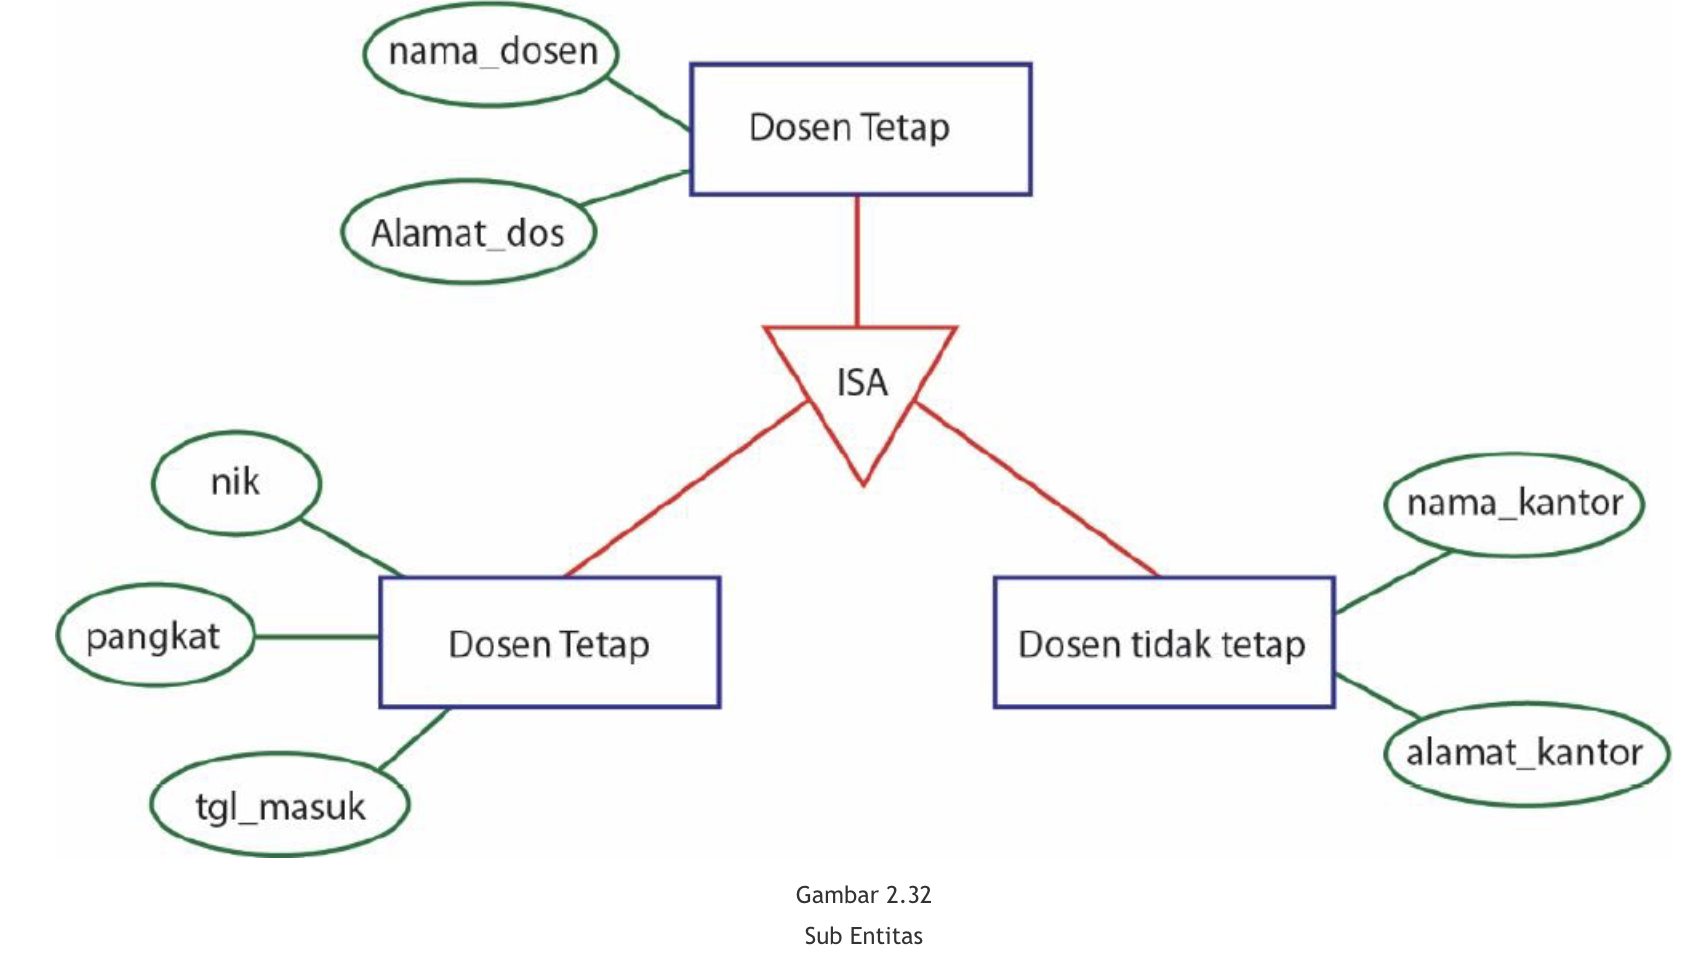 nama_dosen
Dosen Tetap
Alamat_dos
ISA
nik
nama_kantor
pangkat
Dosen Tetap
Dosen tidak tetap
tgl_masuk
alamat_kantor
Gambar 2.32
Sub Entitas